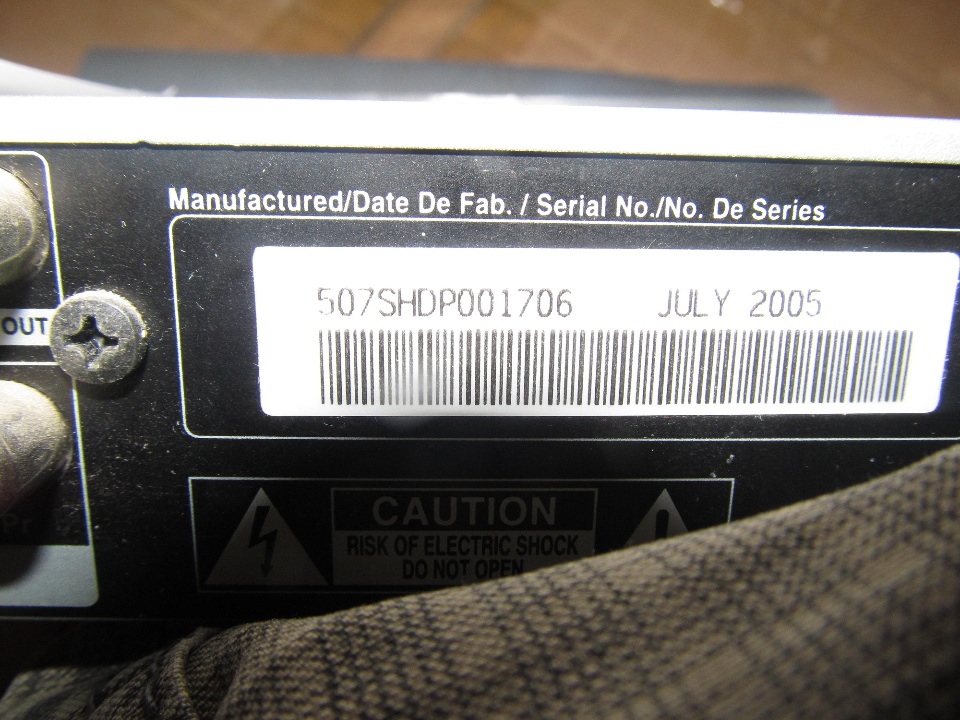 Manufactured/Date De Fab. / Serial No./No. De Series
507SHDP001706 JULY 2005
OUT
Pr
CAUTION
RISK OF ELECTRIC SHOCK
DO NOT OPEN